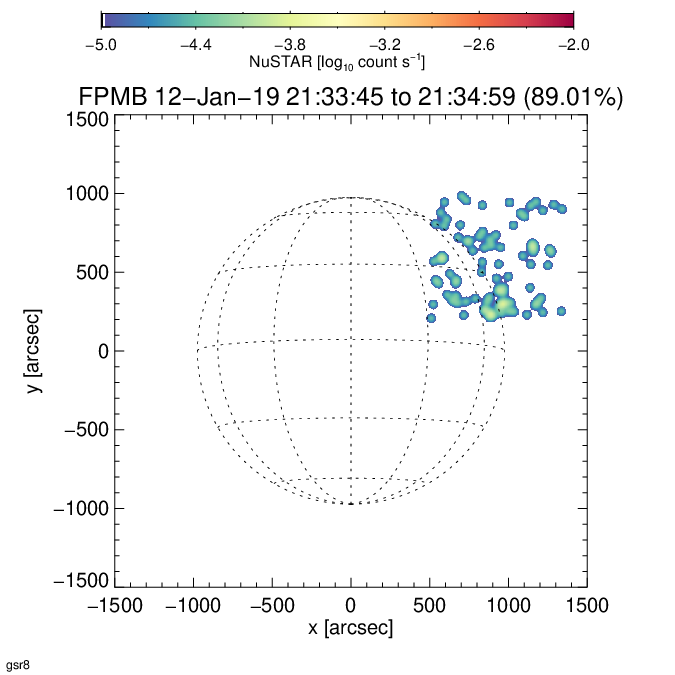 −5.0 −4.4 −3.8 −3.2 −2.6 −2.0
NuSTAR [log₁₀ count s⁻¹]
FPMB 12−Jan−19 21:33:45 to 21:34:59 (89.01%)
1500
1000
500
0
−500
−1000
−1500
y [arcsec]
−1500 −1000 −500 0 500 1000 1500
x [arcsec]
gsr8